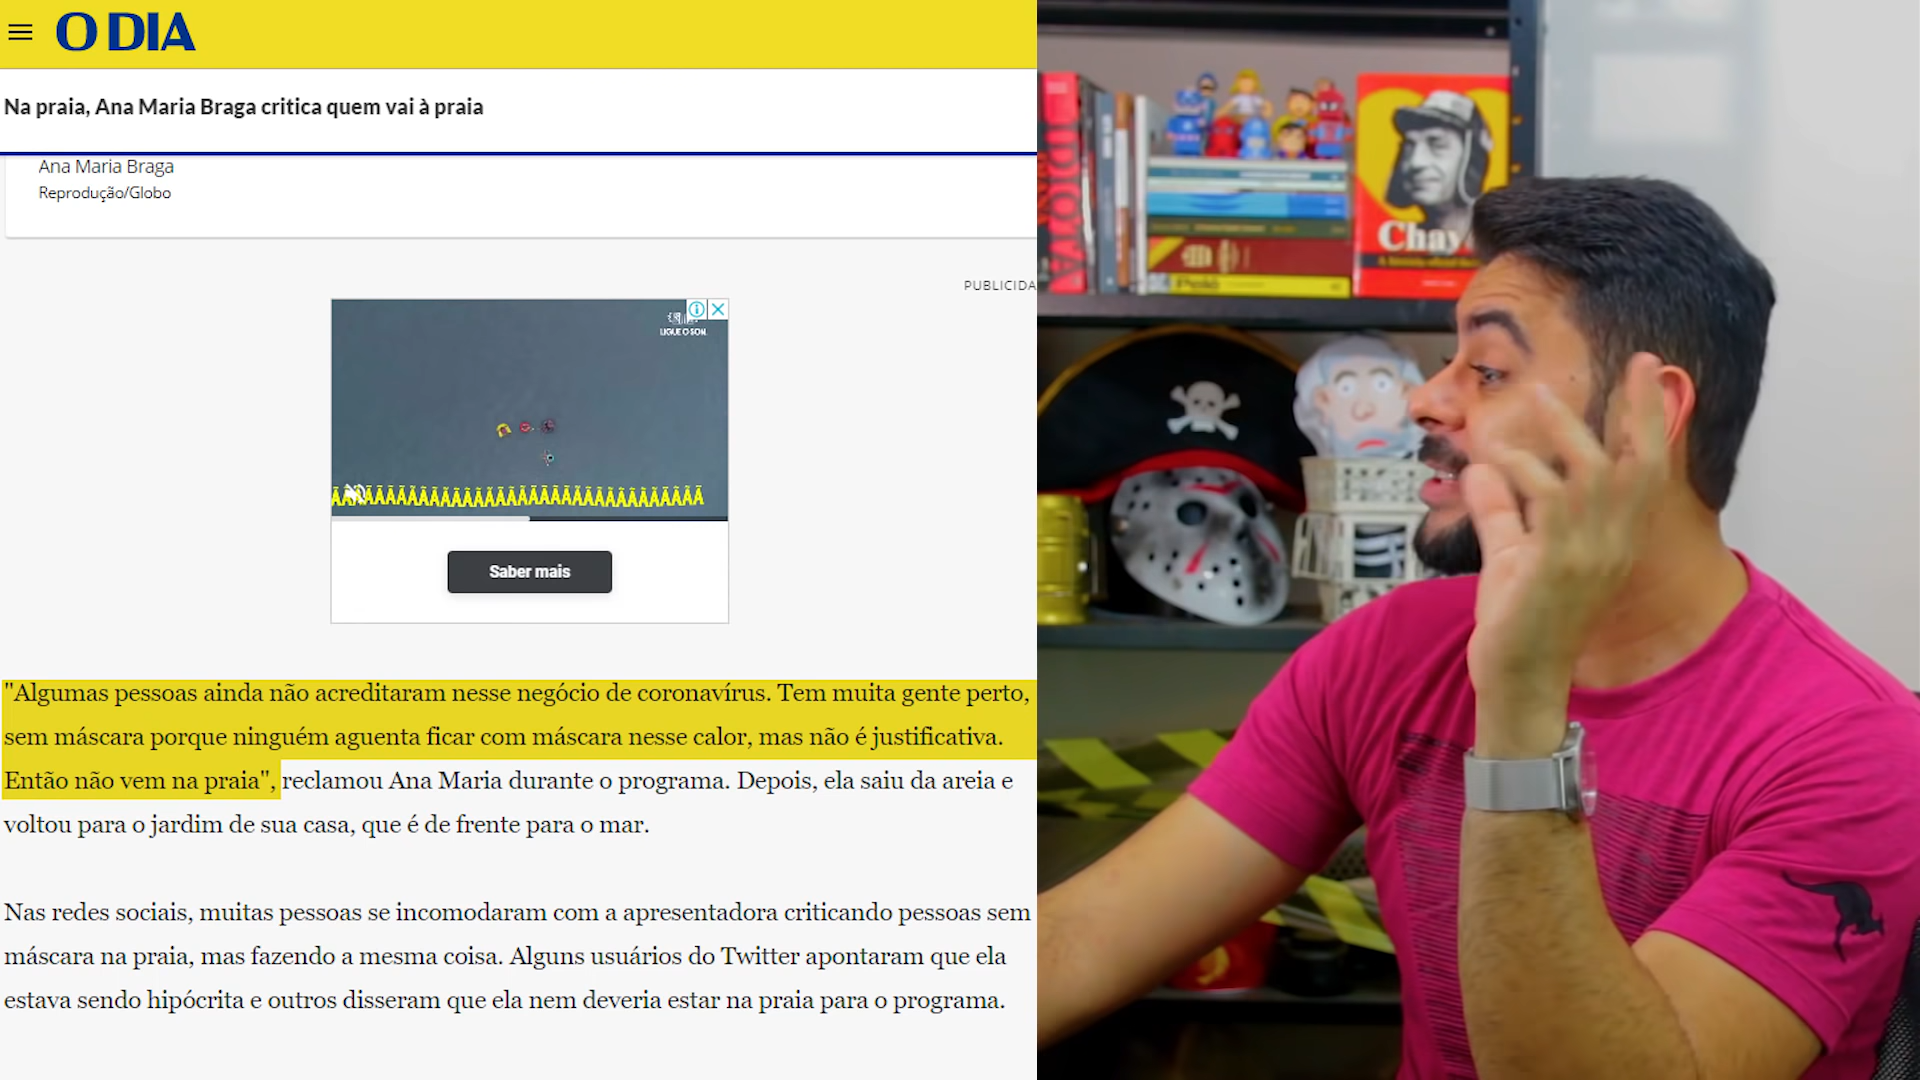 O DIA
Na praia, Ana Maria Braga critica quem vai à praia
Ana Maria Braga
Reprodução/Globo
PUBLICIDA
LIGUE O SOM.
Saber mais
"Algumas pessoas ainda não acreditaram nesse negócio de coronavírus. Tem muita gente perto,
sem máscara porque ninguém aguenta ficar com máscara nesse calor, mas não é justificativa.
Então não vem na praia", reclamou Ana Maria durante o programa. Depois, ela saiu da areia e
voltou para o jardim de sua casa, que é de frente para o mar.
Nas redes sociais, muitas pessoas se incomodaram com a apresentadora criticando pessoas sem
máscara na praia, mas fazendo a mesma coisa. Alguns usuários do Twitter apontaram que ela
estava sendo hipócrita e outros disseram que ela nem deveria estar na praia para o programa.
Chav